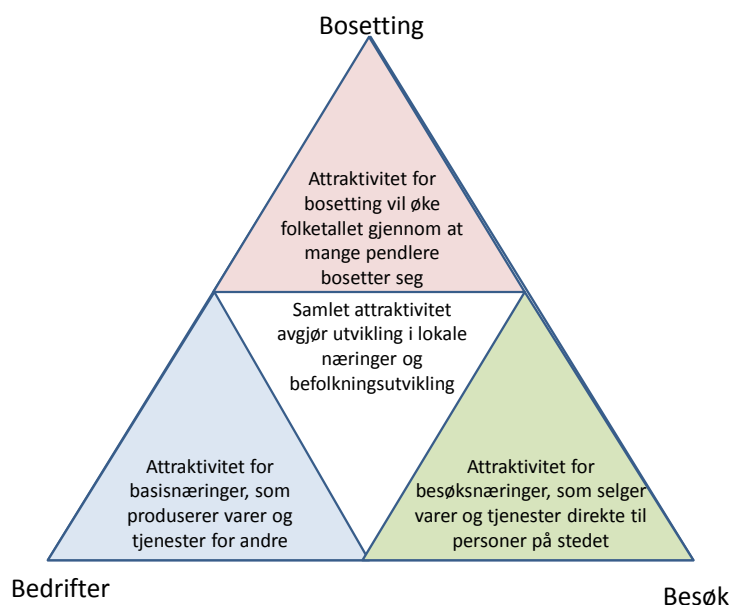 Bosetting
Attraktivitet for
bosetting vil øke
folketallet gjennom at
mange pendlere
bosetter seg
Samlet attraktivitet
avgjør utvikling i lokale
næringer og
befolkningsutvikling
Attraktivitet for
basisnæringer, som
produserer varer og
tjenester for andre
Attraktivitet for
besøksnæringer, som selger
varer og tjenester direkte til
personer på stedet
Bedrifter
Besøk